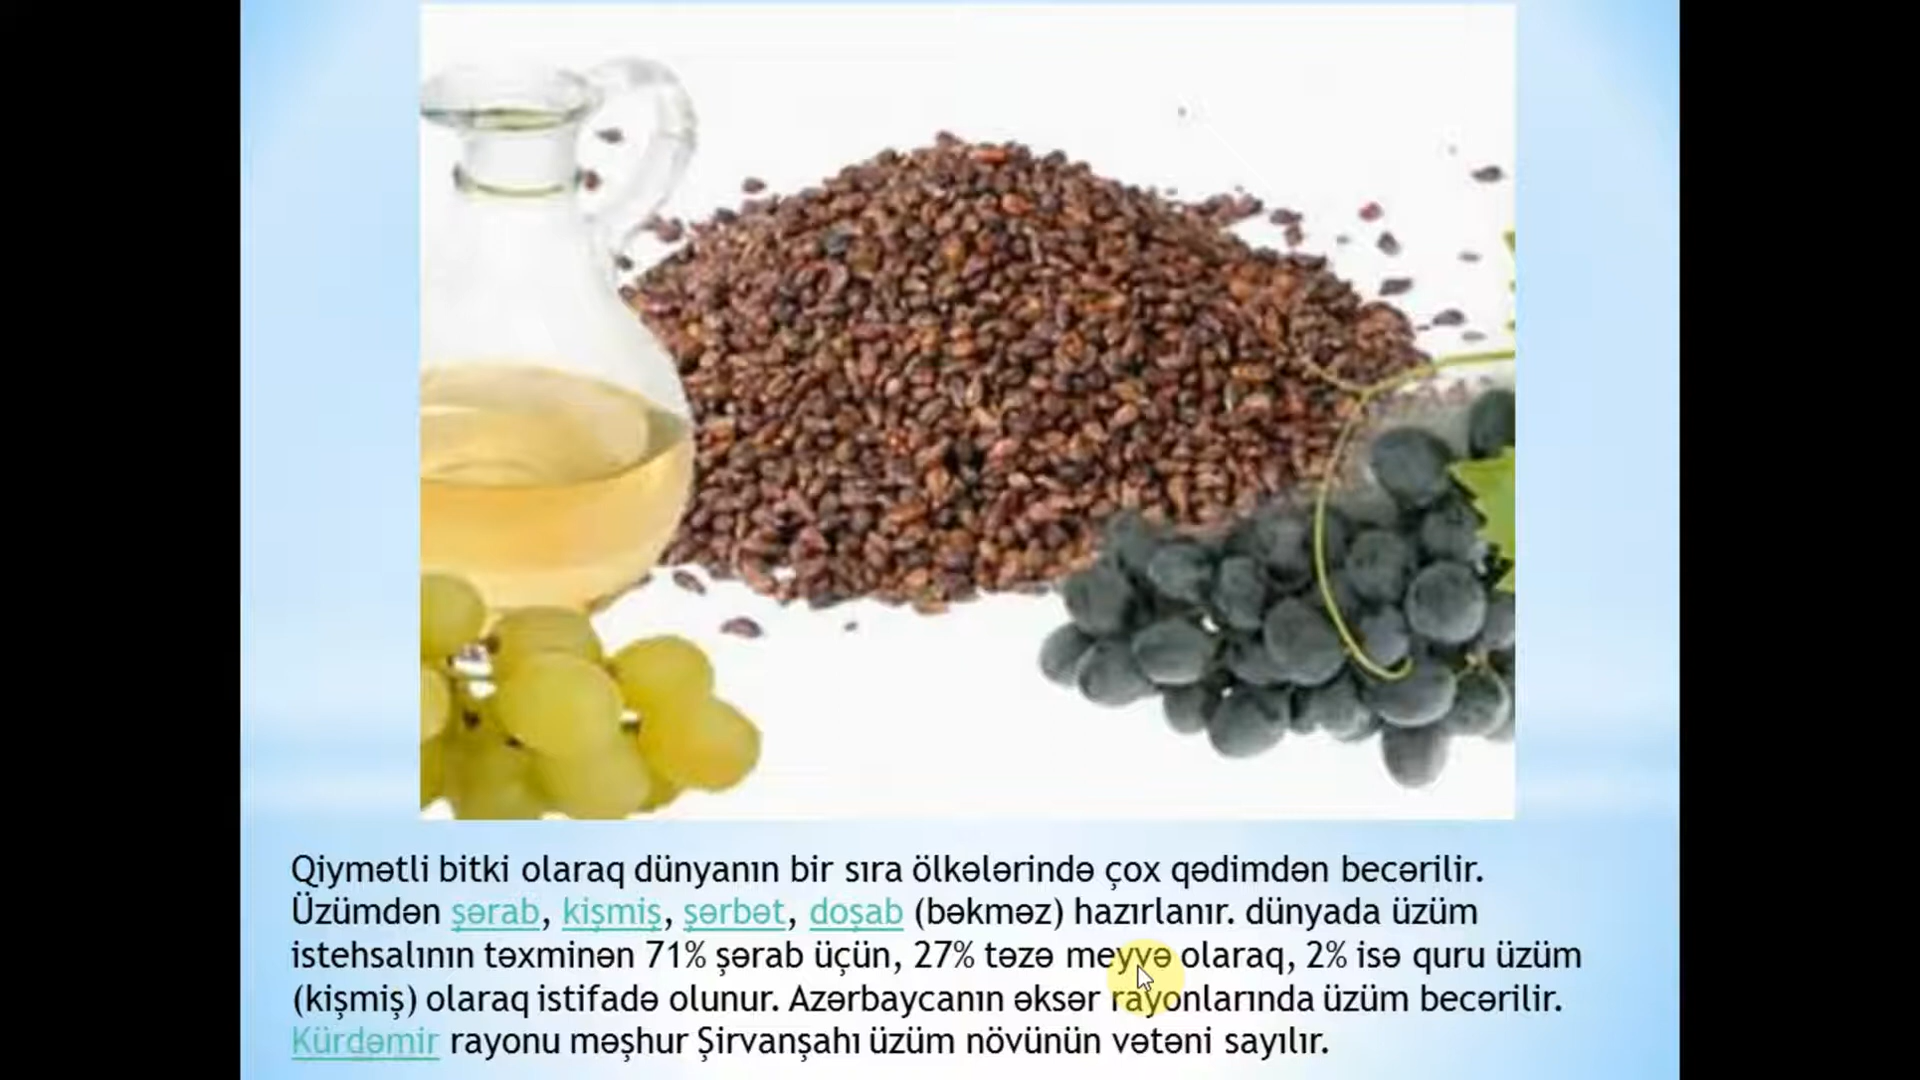 Qiymətli bitki olaraq dünyanın bir sıra ölkələrində çox qədimdən becərilir.
Üzümdən şərab, kişmiş, şərbət, doşab (bəkməz) hazırlanır. dünyada üzüm
istehsalının təxminən 71% şərab üçün, 27% təzə meyvə olaraq, 2% isə quru üzüm
(kişmiş) olaraq istifadə olunur. Azərbaycanın əksər rayonlarında üzüm becərilir.
Kürdəmir rayonu məşhur Şirvanşahı üzüm növünün vətəni sayılır.